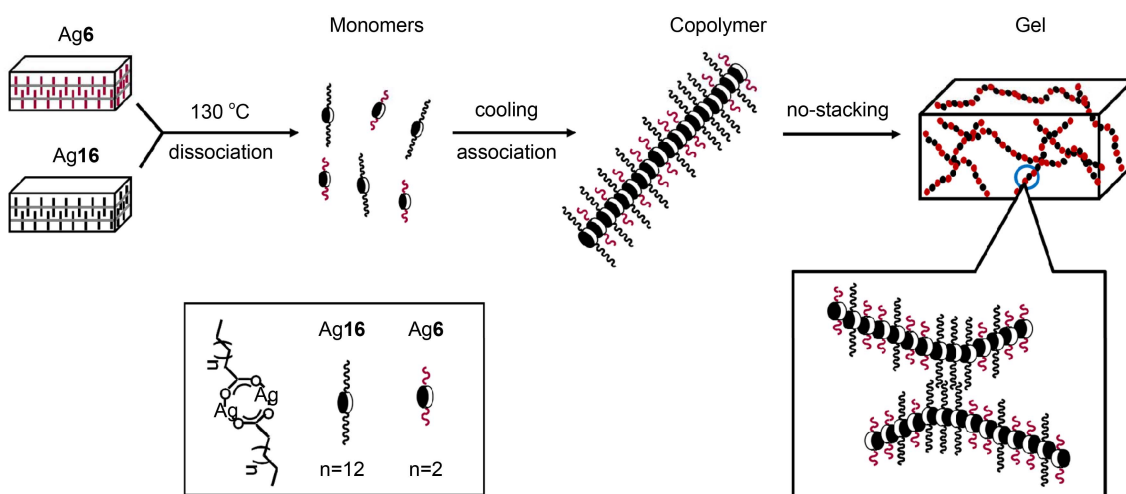 Monomers
Copolymer
Gel
Ag6
Ag16
130 °C
dissociation
cooling
association
no-stacking
Ag16
Ag6
n
O
O
Ag
Ag
O
O
n
n=12
n=2